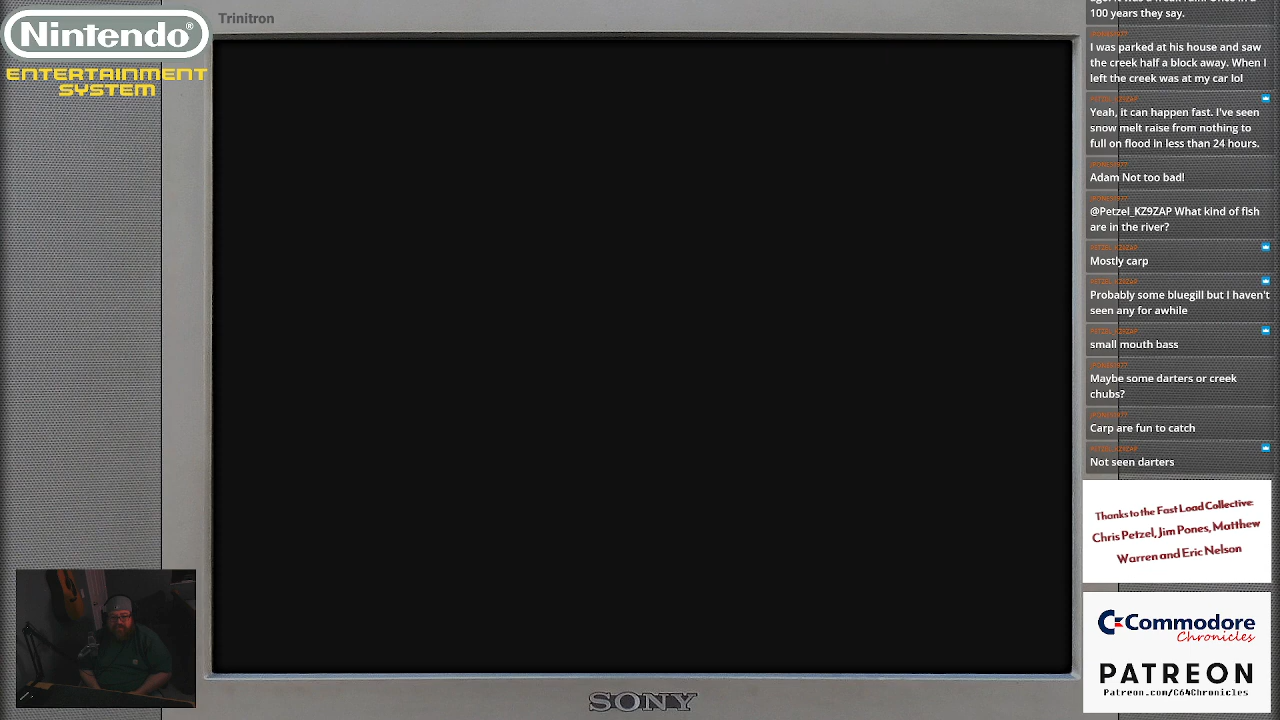 Trinitron
Nintendo®
ENTERTAINMENT
SYSTEM
100 years they say.
I was parked at his house and saw
the creek half a block away. When I
left the creek was at my car lol
Yeah, it can happen fast. I've seen
snow melt raise from nothing to
full on flood in less than 24 hours.
Adam Not too bad!
@Petzel_KZ9ZAP What kind of fish
are in the river?
PETZEL_KZ9ZAP
Mostly carp
PETZEL_KZ9ZAP
Probably some bluegill but I haven't
seen any for awhile
PETZEL_KZ9ZAP
small mouth bass
Maybe some darters or creek
chubs?
Carp are fun to catch
PETZEL_KZ9ZAP
Not seen darters
Thanks to the Fast Load Collective:
Chris Petzel, Jim Pones, Matthew
Warren and Eric Nelson
Commodore
Chronicles
PATREON
Patreon.com/C64Chronicles
SONY